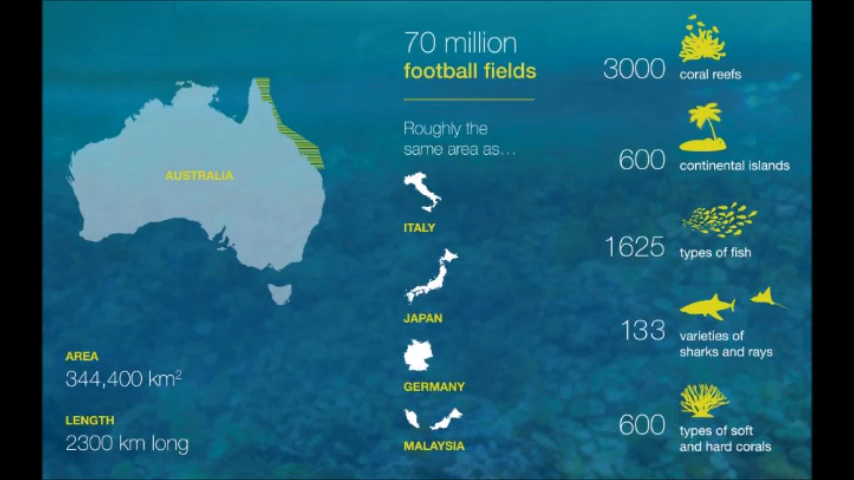 AUSTRALIA
AREA
344,400 km²
LENGTH
2300 km long
70 million
football fields
Roughly the
same area as...
ITALY
JAPAN
GERMANY
MALAYSIA
3000
coral reefs
600
continental islands
1625
types of fish
133
varieties of
sharks and rays
600
types of soft
and hard corals